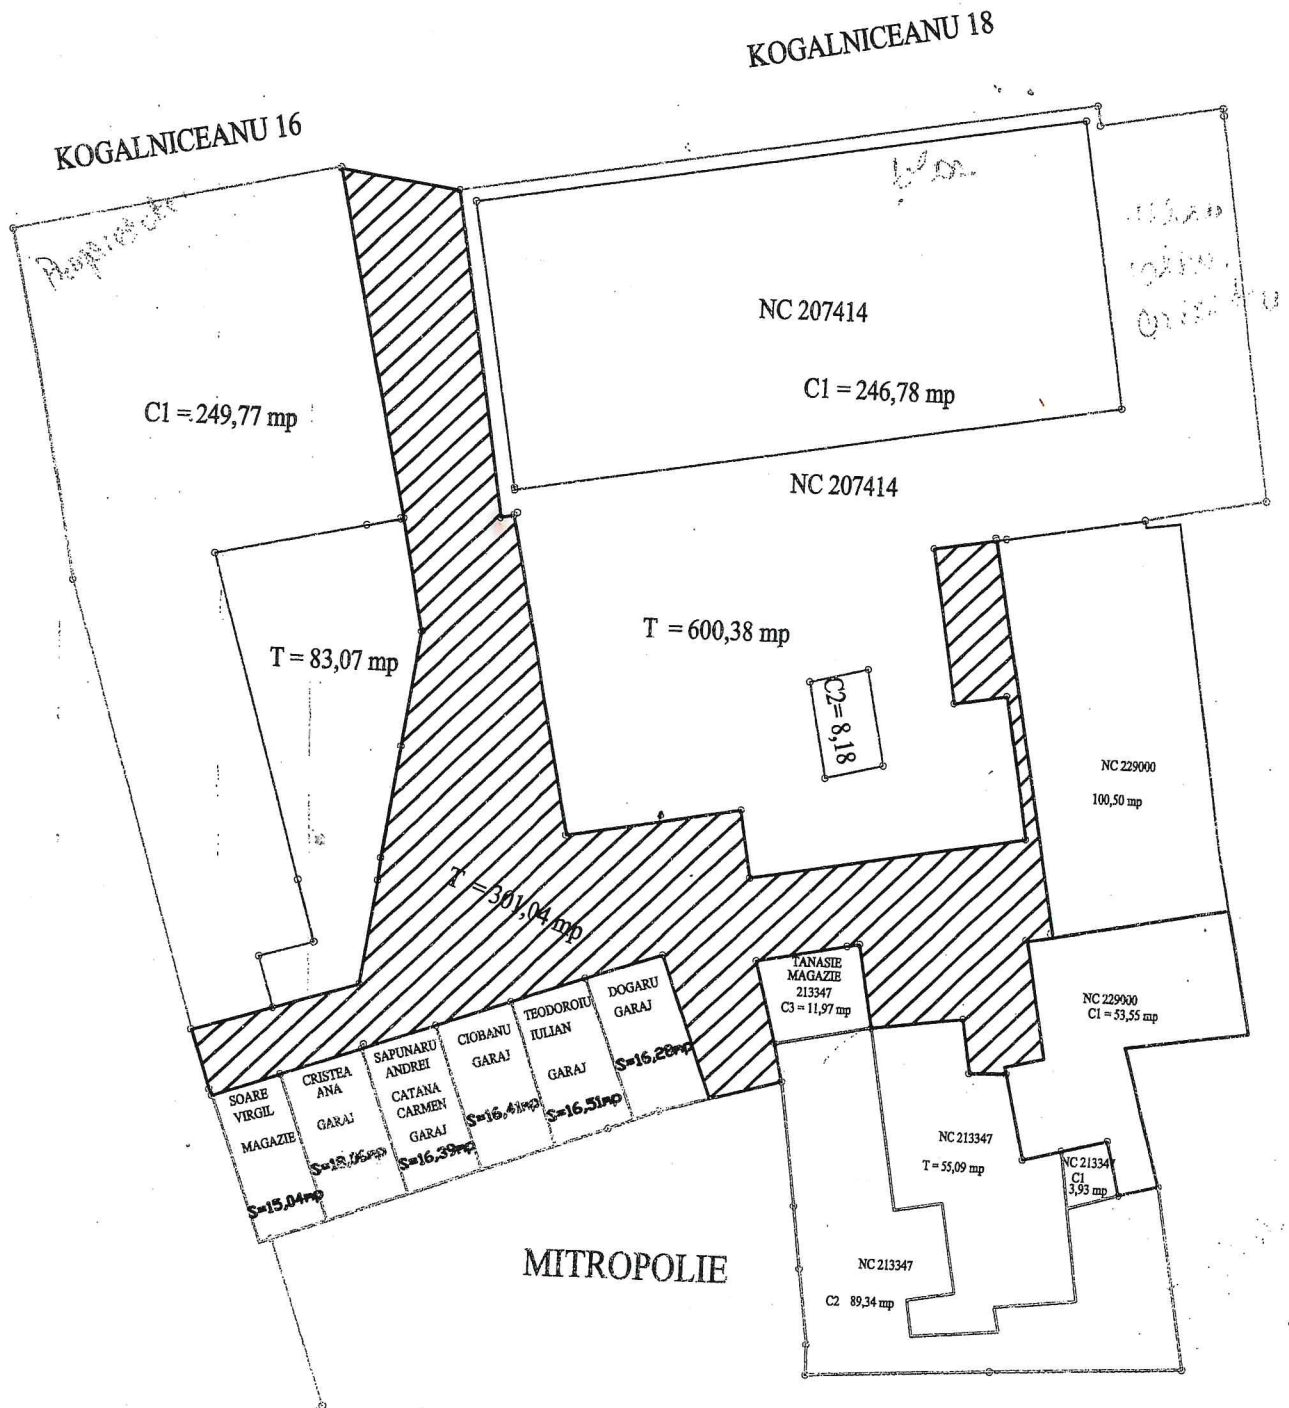 KOGALNICEANU 18
KOGALNICEANU 16
NC 207414
C1 = 249,77 mp
C1 = 246,78 mp
NC 207414
T = 600,38 mp
T = 83,07 mp
C2= 8,18
NC 229000
100,50 mp
T = 301,04 mp
TANASIE
MAGAZIE
213347
C3 = 11,97 mp
NC 229000
C1 = 53,55 mp
DOGARU
GARAJ
S=16,28mp
TEODOROIU
IULIAN
GARAJ
S=16,51mp
CIOBANU
GARAJ
S=16,41mp
SAPUNARU
ANDREI
CATANA
CARMEN
GARAJ
S=16,39mp
CRISTEA
ANA
GARAJ
SOARE
VIRGIL
MAGAZIE
S=15,04mp
NC 213347
T = 55,09 mp
NC 213347
C1
3,93 mp
MITROPOLIE
NC 213347
C2 89,34 mp